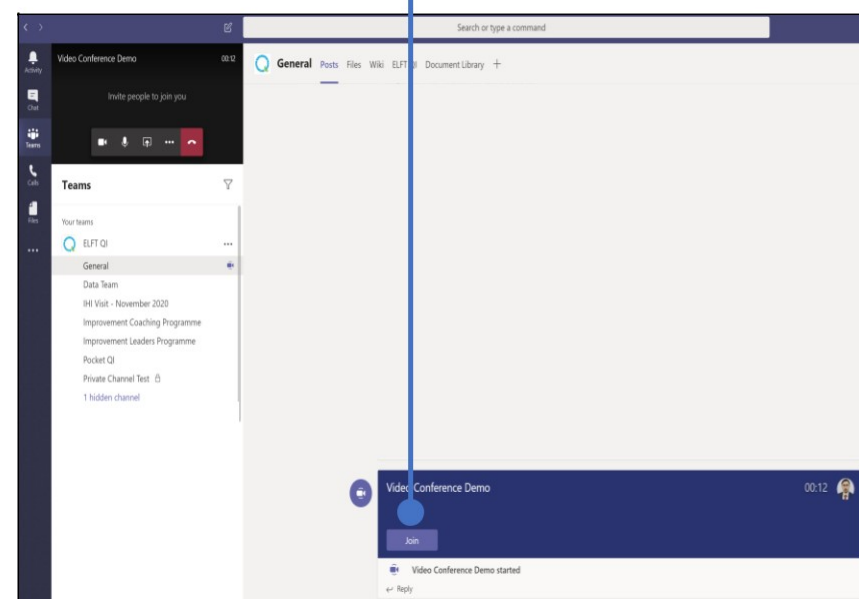 Search or type a command
Activity
Chat
Teams
Calls
Files
Video Conference Demo 00:12
Invite people to join you
Teams
Your teams
ELFT QI
General
Data Team
IHI Visit - November 2020
Improvement Coaching Programme
Improvement Leaders Programme
Pocket QI
Private Channel Test
1 hidden channel
General Posts Files Wiki ELFT QI Document Library
Video Conference Demo 00:12
Join
Video Conference Demo started
Reply